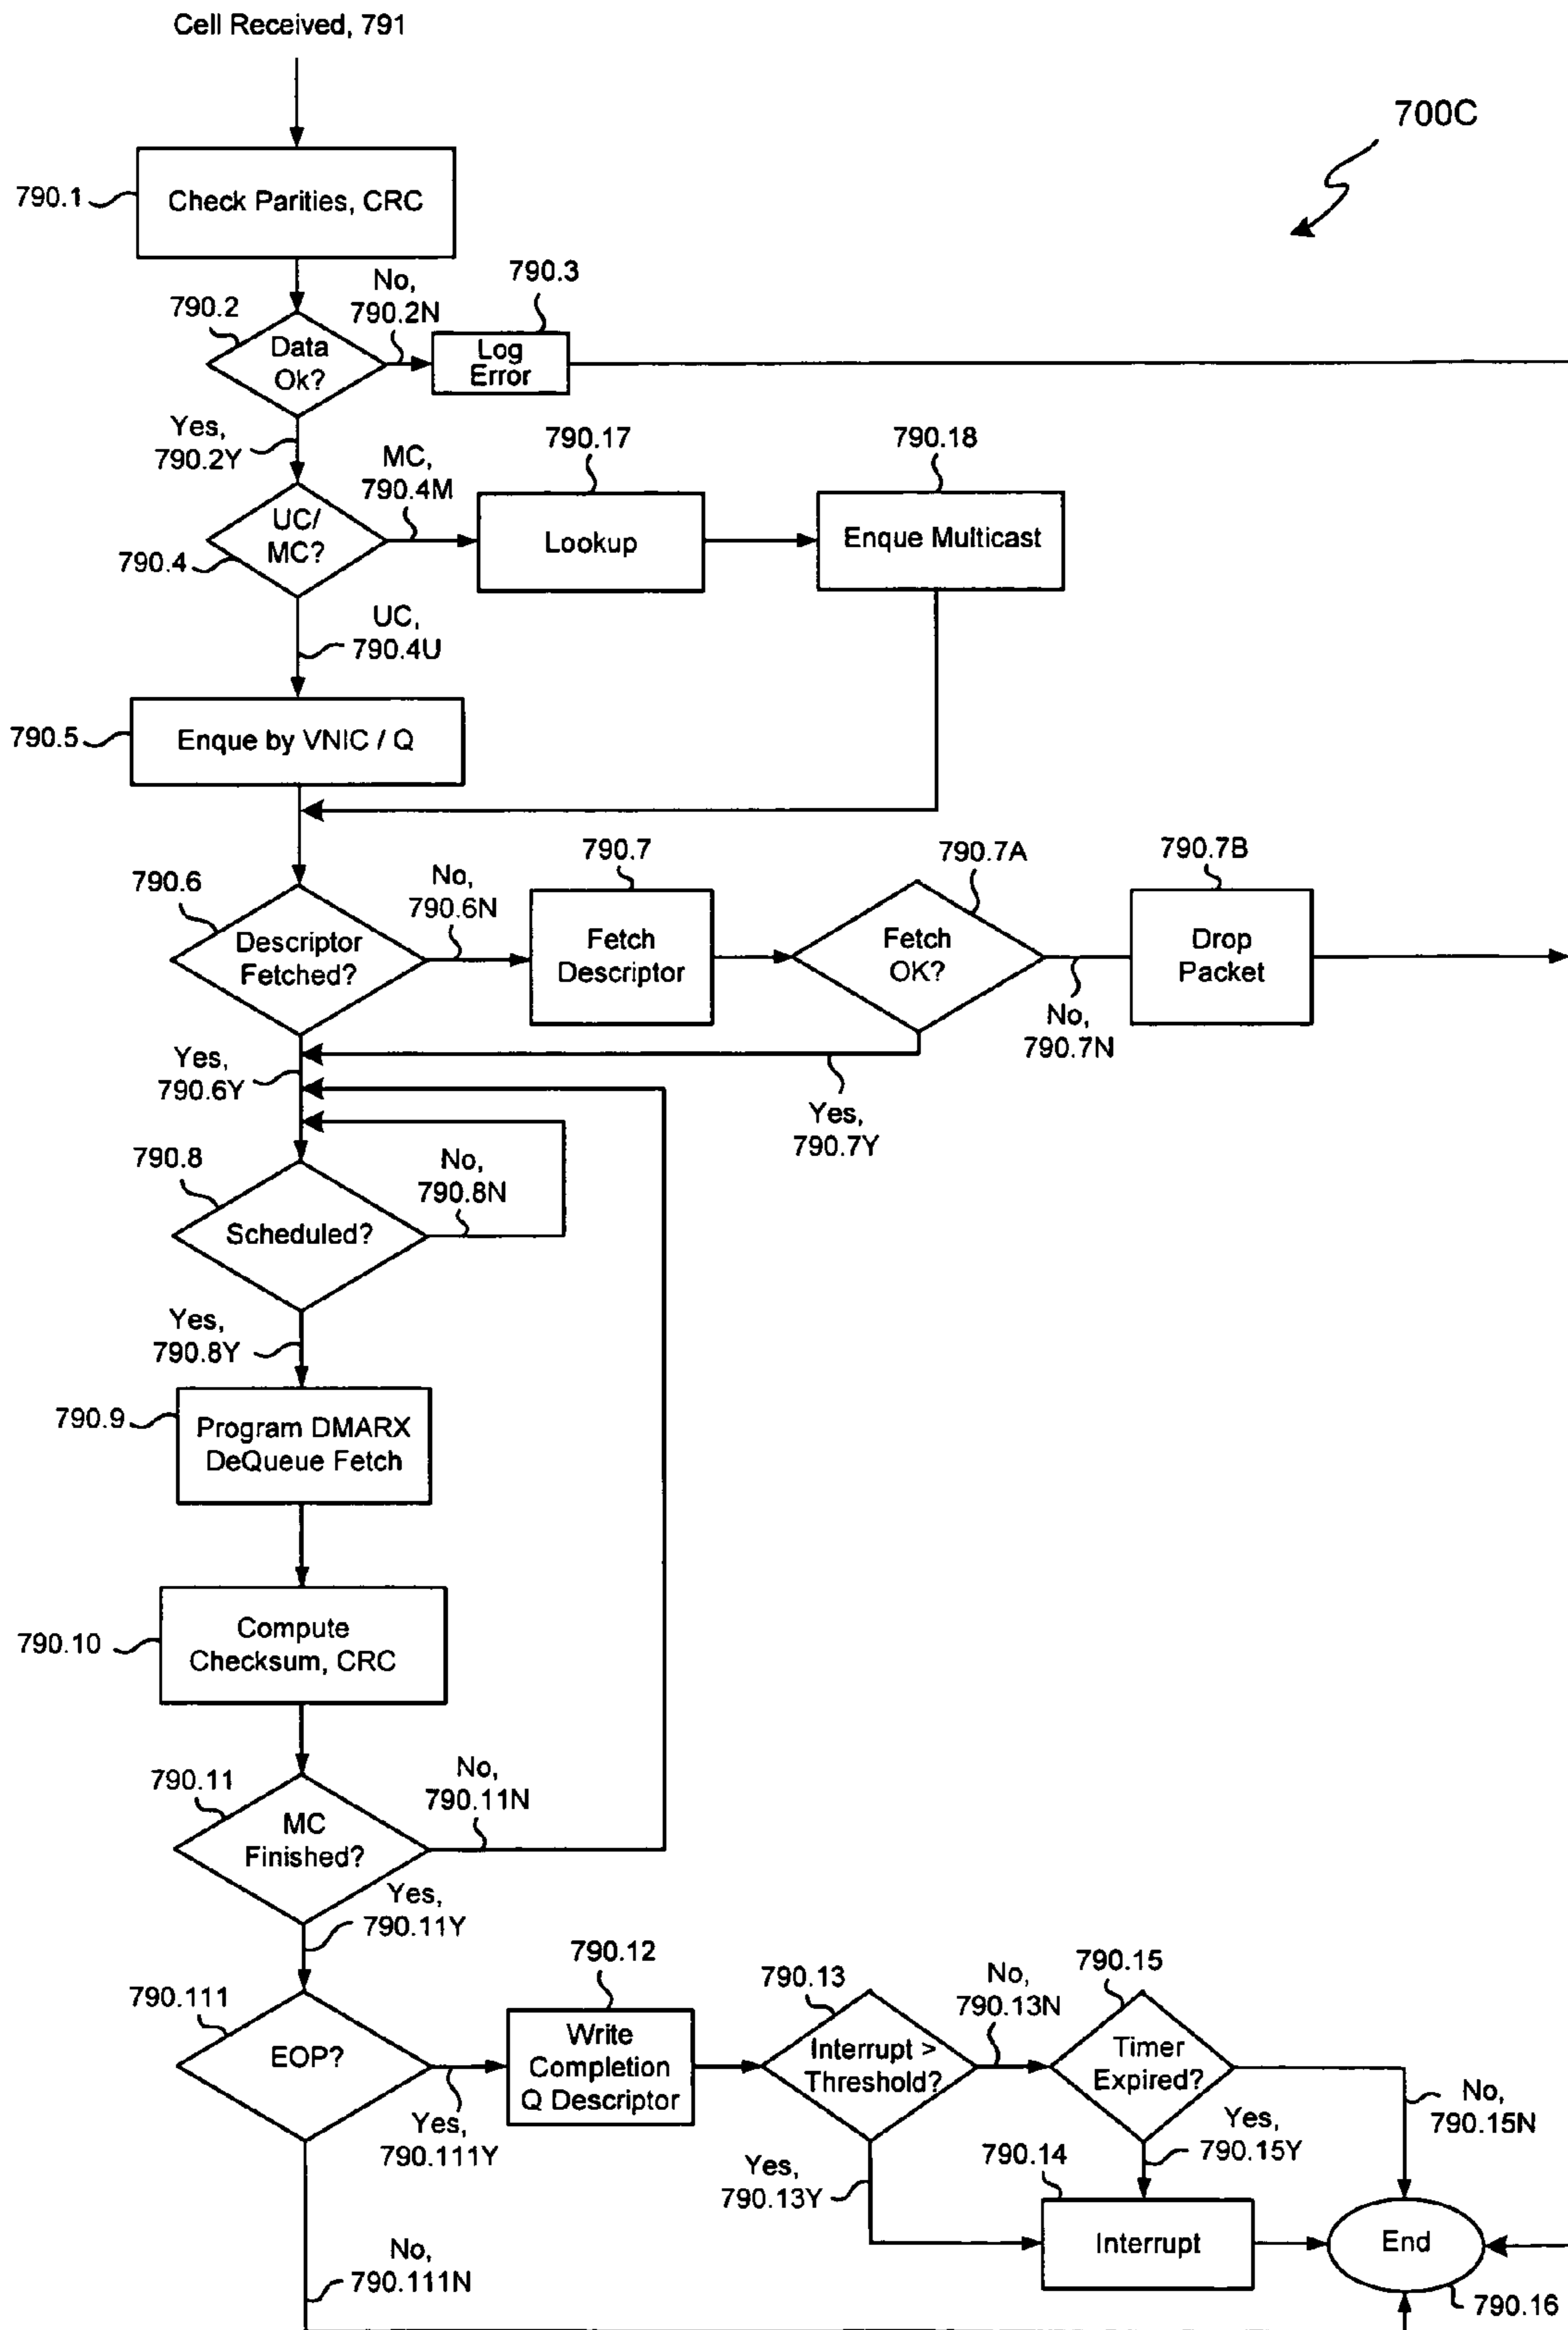 Cell Received, 791
700C
790.1
Check Parities, CRC
790.2
Data
Ok?
No,
790.2N
790.3
Log
Error
Yes,
790.2Y
790.4
UC/
MC?
MC,
790.4M
790.17
Lookup
790.18
Enque Multicast
UC,
790.4U
790.5
Enque by VNIC / Q
790.6
Descriptor
Fetched?
No,
790.6N
790.7
Fetch
Descriptor
790.7A
Fetch
OK?
790.7B
Drop
Packet
No,
790.7N
Yes,
790.6Y
Yes,
790.7Y
790.8
Scheduled?
No,
790.8N
Yes,
790.8Y
790.9
Program DMARX
DeQueue Fetch
790.10
Compute
Checksum, CRC
790.11
MC
Finished?
No,
790.11N
Yes,
790.11Y
790.111
EOP?
Yes,
790.111Y
790.12
Write
Completion
Q Descriptor
790.13
Interrupt >
Threshold?
No,
790.13N
790.15
Timer
Expired?
No,
790.15N
Yes,
790.13Y
790.14
Yes,
790.15Y
Interrupt
End
790.16
No,
790.111N